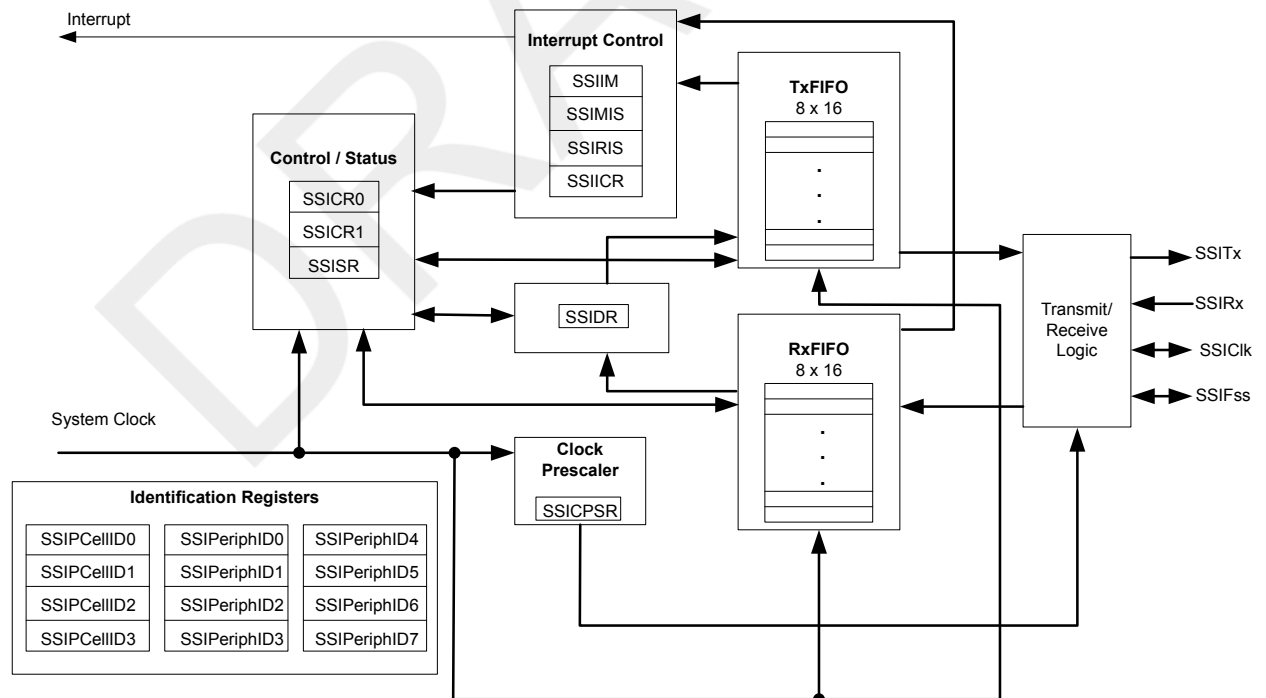 Interrupt
Interrupt Control
SSIIM
SSIMIS
SSIRIS
SSIICR
TxFIFO
8 x 16
.
.
.
Control / Status
SSICR0
SSICR1
SSISR
SSIDR
Transmit/
Receive
Logic
SSITx
SSIRx
SSIClk
SSIFss
RxFIFO
8 x 16
.
.
.
System Clock
Clock
Prescaler
SSICPSR
Identification Registers
SSIPCellID0 SSIPeriphID0 SSIPeriphID4
SSIPCellID1 SSIPeriphID1 SSIPeriphID5
SSIPCellID2 SSIPeriphID2 SSIPeriphID6
SSIPCellID3 SSIPeriphID3 SSIPeriphID7
DRA